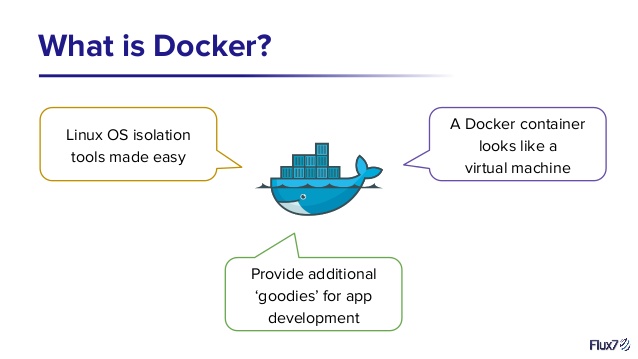 What is Docker?
Linux OS isolation
tools made easy
A Docker container
looks like a
virtual machine
Provide additional
‘goodies’ for app
development
Flux7